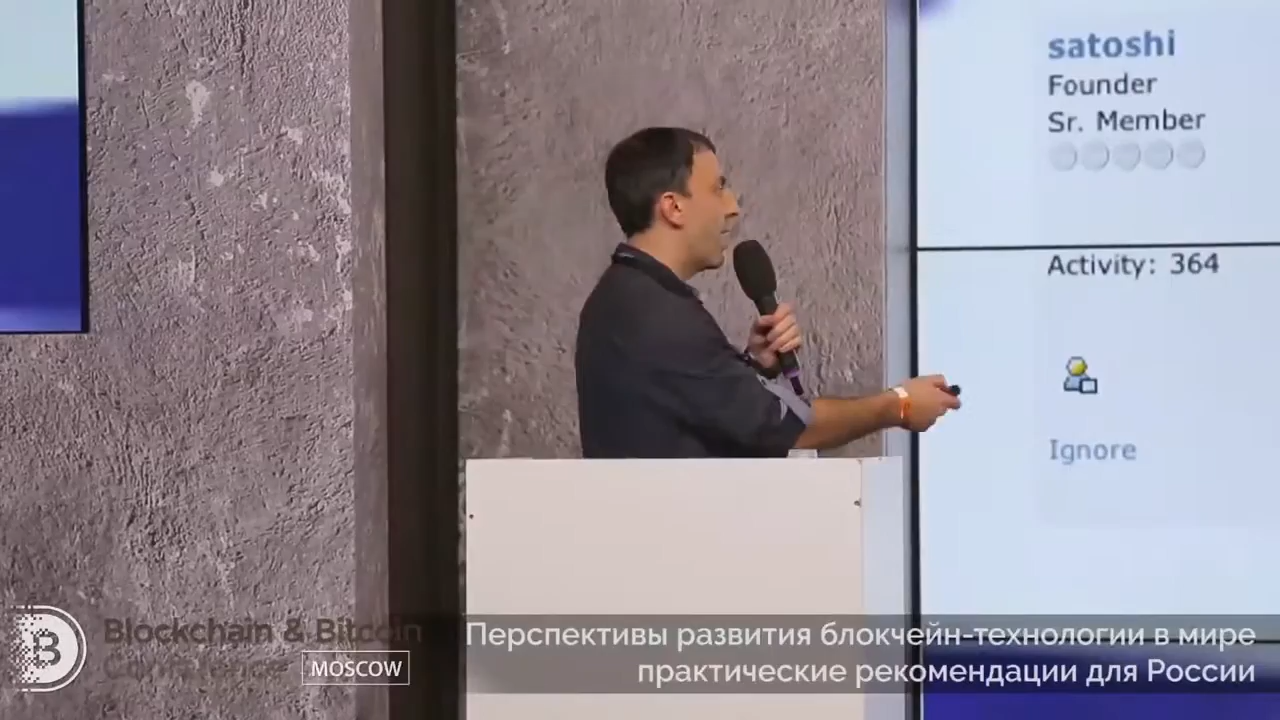 satoshi
Founder
Sr. Member
Activity: 364
Ignore
Blockchain & Bitcoin
MOSCOW
Перспективы развития блокчейн-технологии в мире
практические рекомендации для России